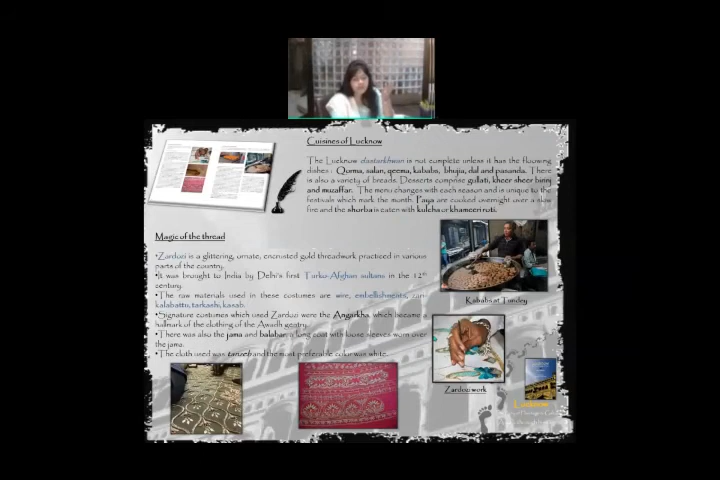 Cuisines of Lucknow
The Lucknow dastarkhwan is not complete unless it has the floowing
dishes : Qorma, salan, qeema, kababs, bhujia, dal and pasanda. There
is also a variety of breads. Desserts comprise gullati, kheer sheer birinj
and muzaffar. The menu changes with each season and is unique to the
festivals which mark the month. Paya are cooked overnight over a slow
fire and the shorba is eaten with kulcha or khameeri roti.
Magic of the thread
•Zardozi is a glittering, ornate, encrusted gold threadwork practiced in various
parts of the country.
•It was brought to India by Delhi's first Turko-Afghan sultans in the 12th
century.
•The raw materials used in these costumes are wire, embellishments, zari
kalabattu, tarkashi, kasab.
•Signature costumes which used Zardozi were the Angarkha, which became a
hallmark of the clothing of the Awadh gentry.
•There was also the jama and balabar, a long coat with loose sleeves worn over
the jama.
•The cloth used was tanzeb and the most preferable color was white.
Kababs at Tundey
Zardozi work
Lucknow